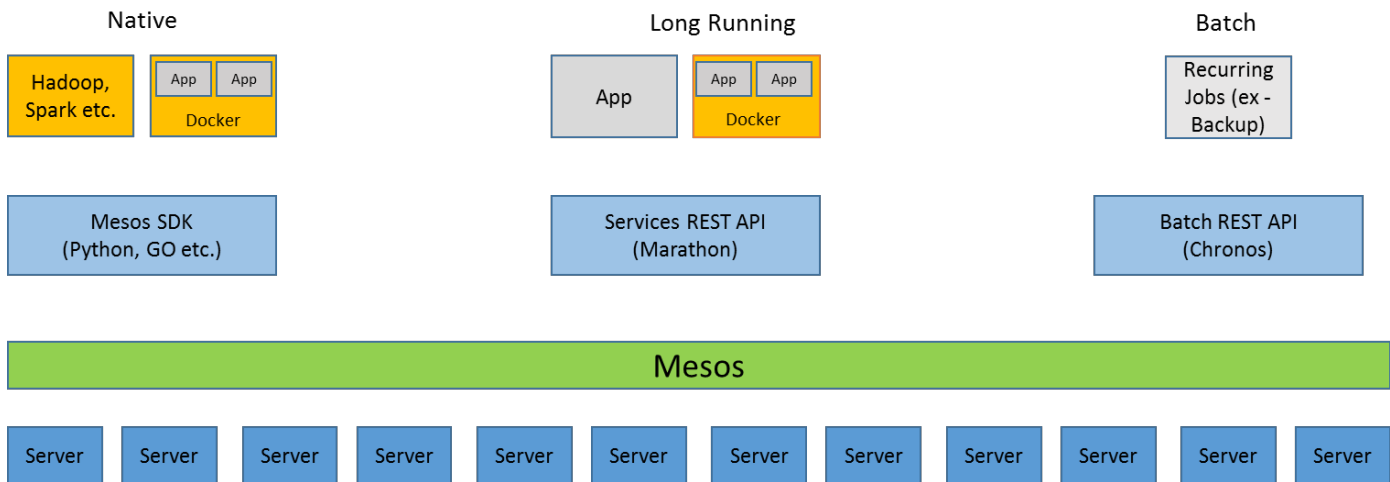 Native
Long Running
Batch
Hadoop,
Spark etc.
App
App
Docker
App
App
App
Docker
Recurring
Jobs (ex -
Backup)
Mesos SDK
(Python, GO etc.)
Services REST API
(Marathon)
Batch REST API
(Chronos)
Mesos
Server
Server
Server
Server
Server
Server
Server
Server
Server
Server
Server
Server